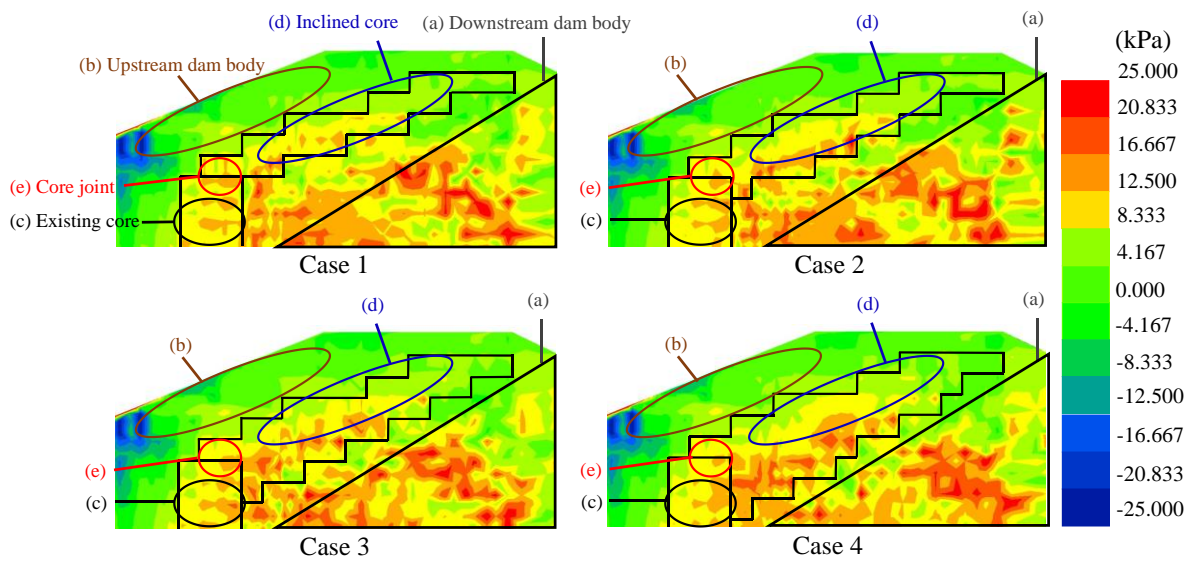 (d) Inclined core
(a) Downstream dam body
(b) Upstream dam body
(e) Core joint
(c) Existing core
Case 1
(d)
(a)
(b)
(e)
(c)
Case 2
(d)
(a)
(b)
(e)
(c)
Case 3
(d)
(a)
(b)
(e)
(c)
Case 4
(kPa)
25.000
20.833
16.667
12.500
8.333
4.167
0.000
-4.167
-8.333
-12.500
-16.667
-20.833
-25.000